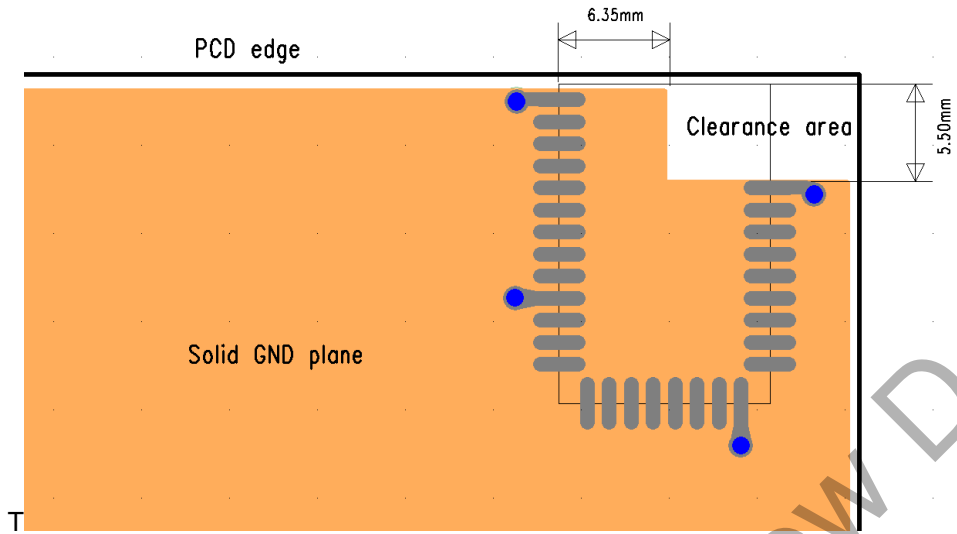 6.35mm
PCD edge
Clearance area
5.50mm
Solid GND plane
T
w D